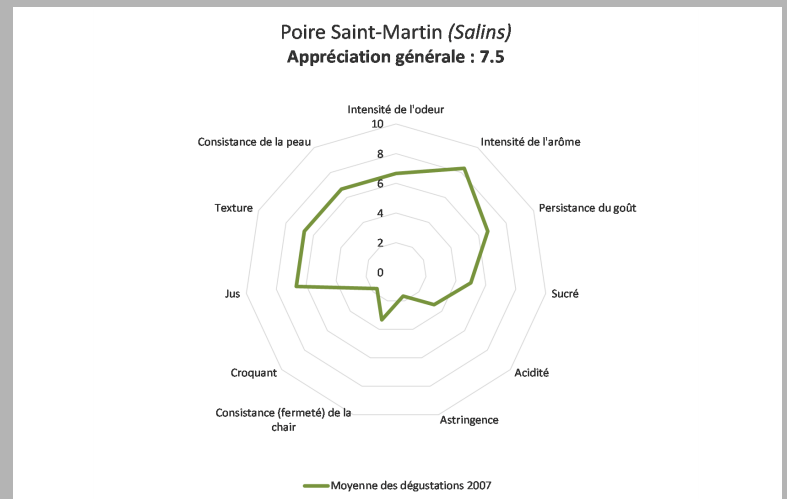 Poire Saint-Martin (Salins)
Appréciation générale : 7.5
Intensité de l'odeur
10
Consistance de la peau
Intensité de l'arôme
8
6
Texture
Persistance du goût
4
2
0
Jus
Sucré
Croquant
Acidité
Consistance (fermeté) de la
chair
Astringence
Moyenne des dégustations 2007